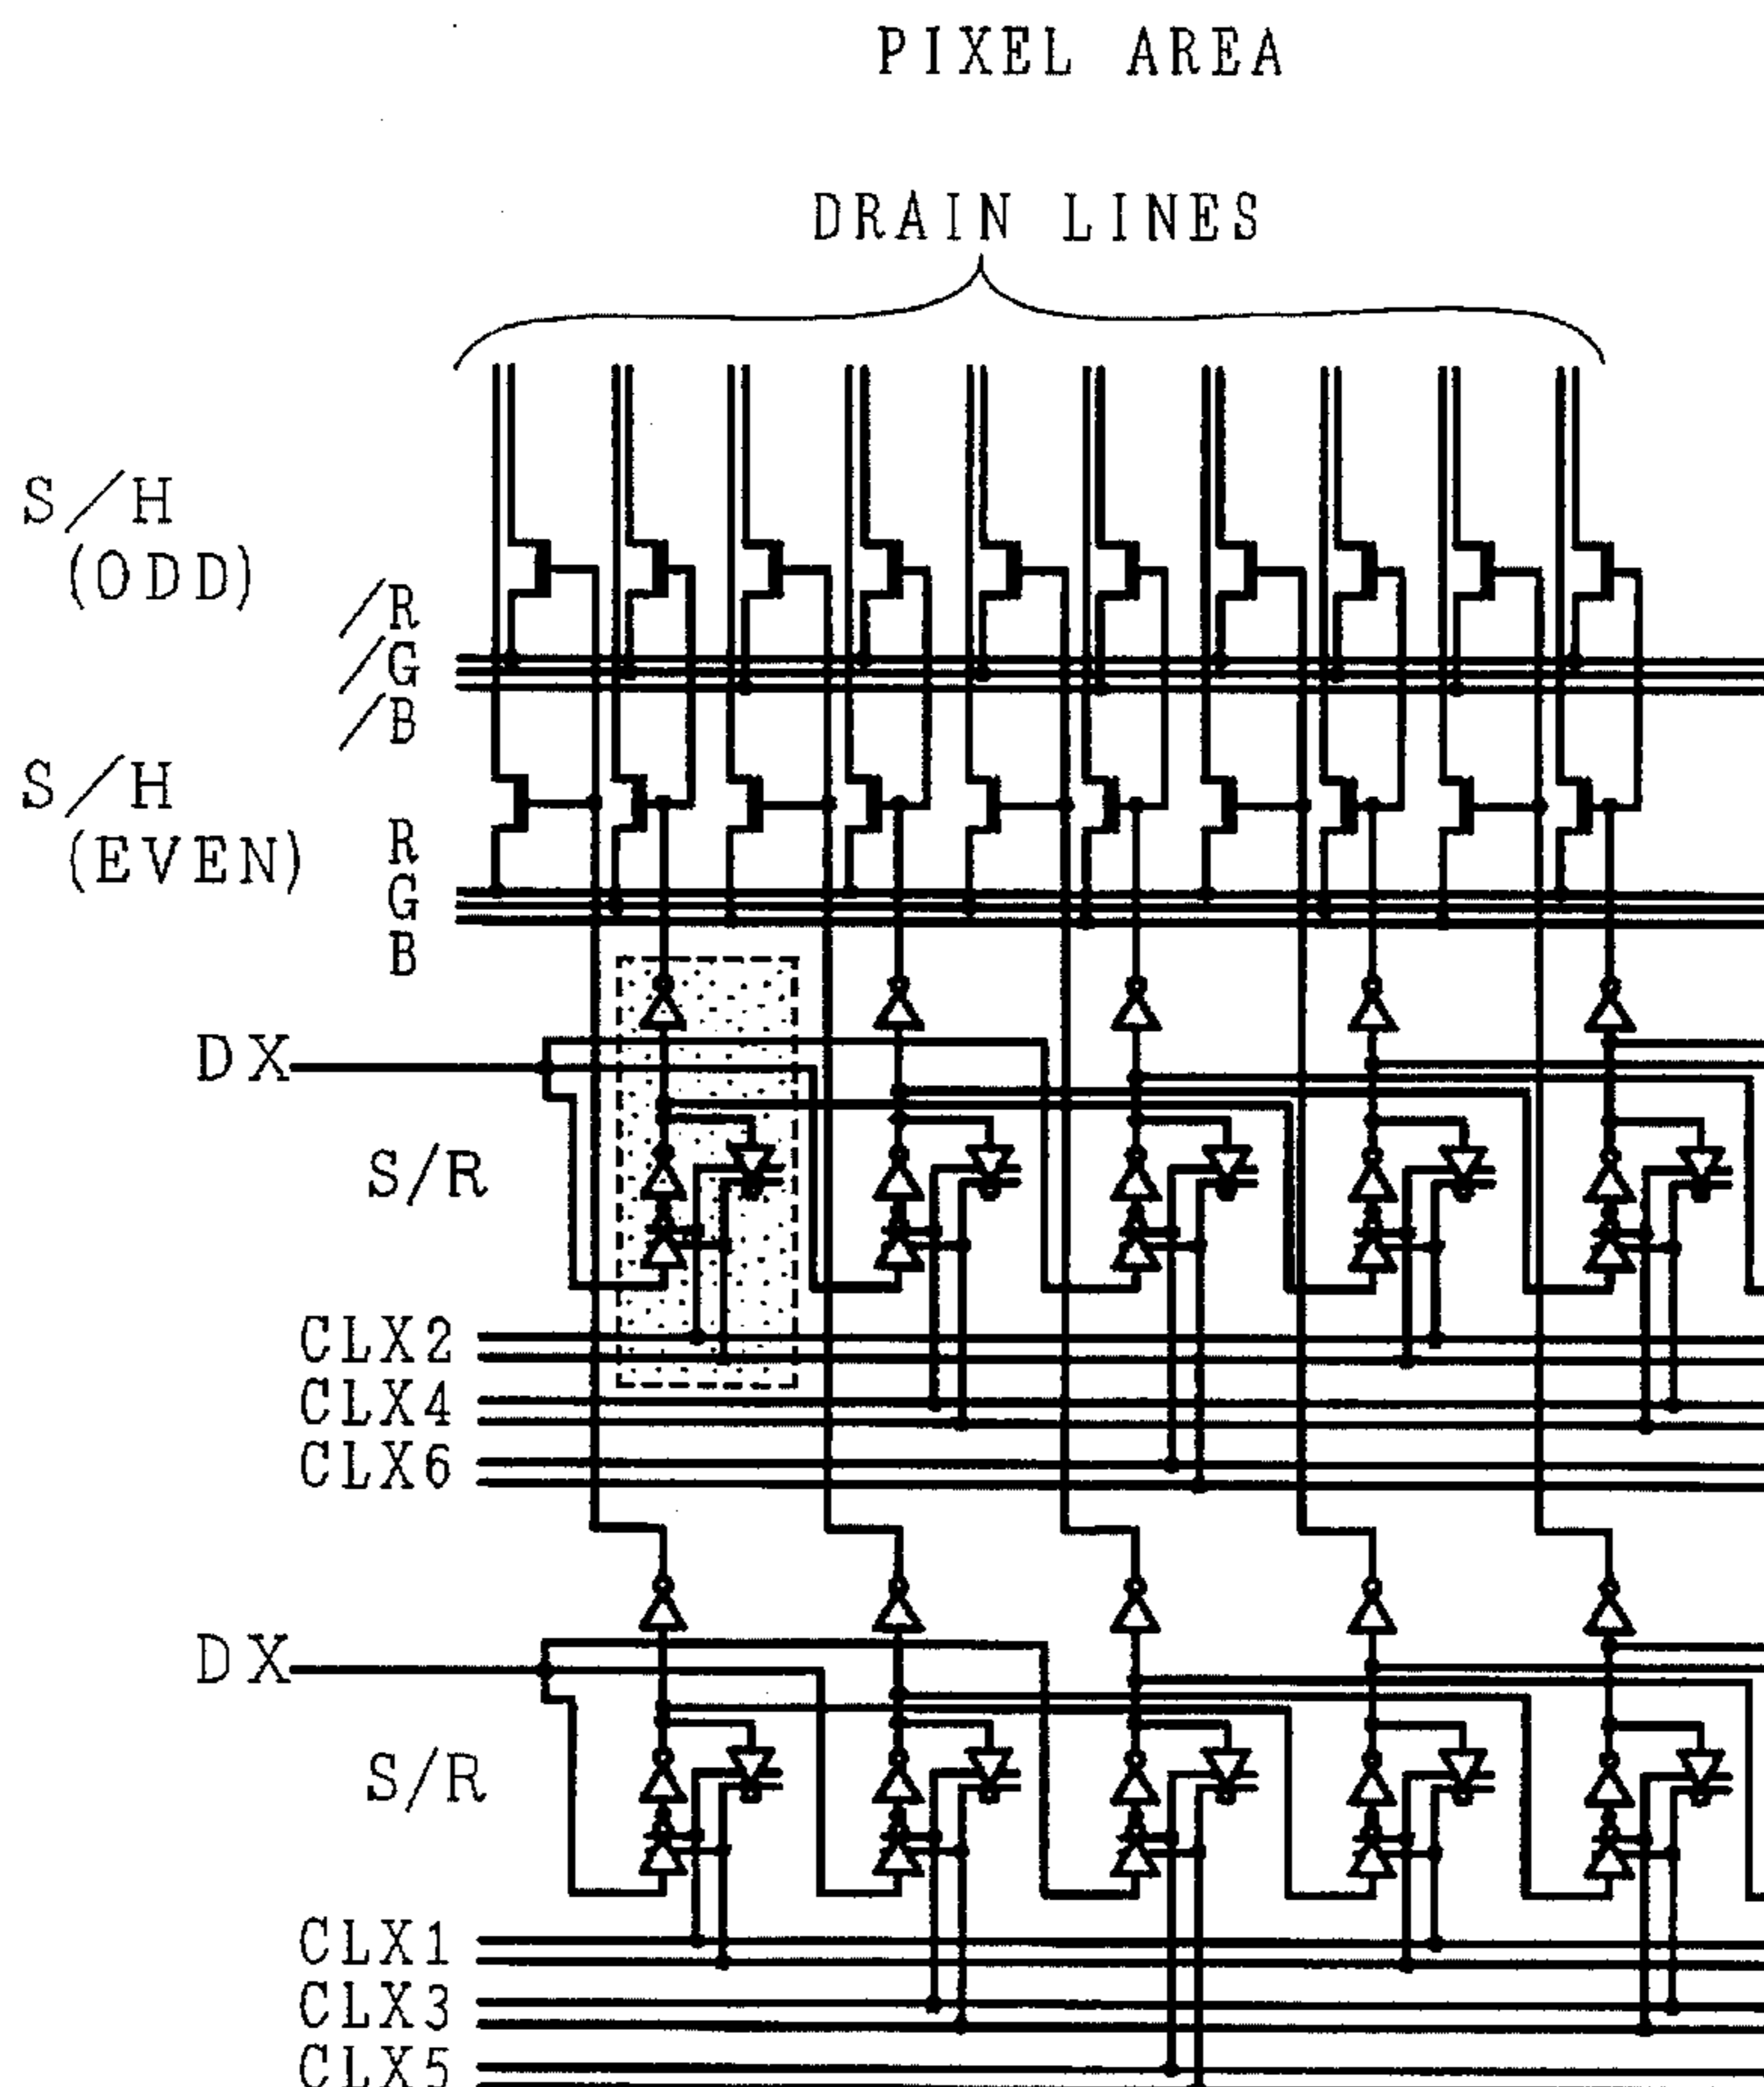 PIXEL AREA
DRAIN LINES
S/H
(ODD)
/R
/G
/B
S/H
(EVEN)
R
G
B
DX
S/R
CLX2
CLX4
CLX6
DX
S/R
CLX1
CLX3
CLX5